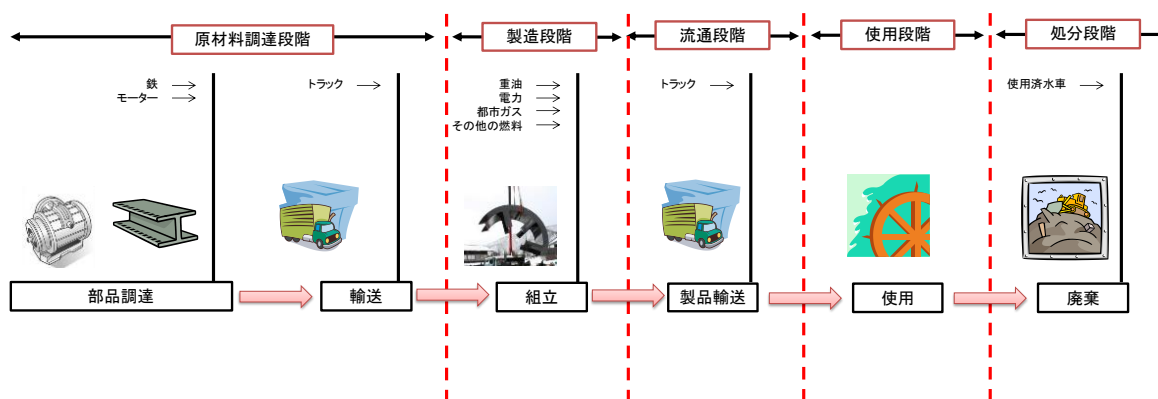 原材料調達段階
製造段階
流通段階
使用段階
処分段階
鉄
モーター
トラック
重油
電力
都市ガス
その他の燃料
トラック
使用済水車
部品調達
輸送
組立
製品輸送
使用
廃棄